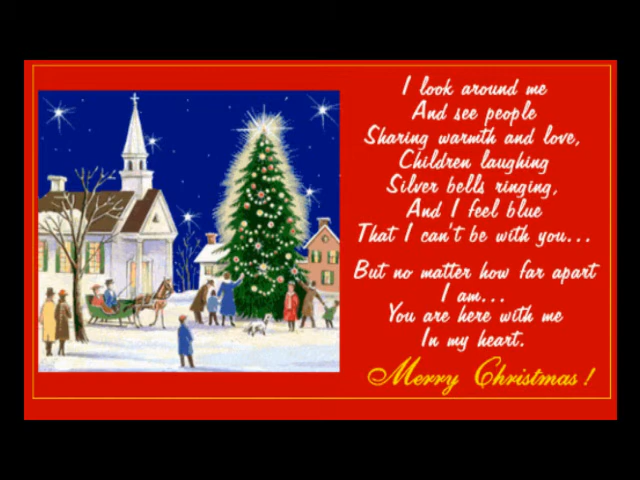 I look around me
And see people
Sharing warmth and love,
Children laughing
Silver bells ringing,
And I feel blue
That I can't be with you...
But no matter how far apart
I am...
You are here with me
In my heart.
Merry Christmas!